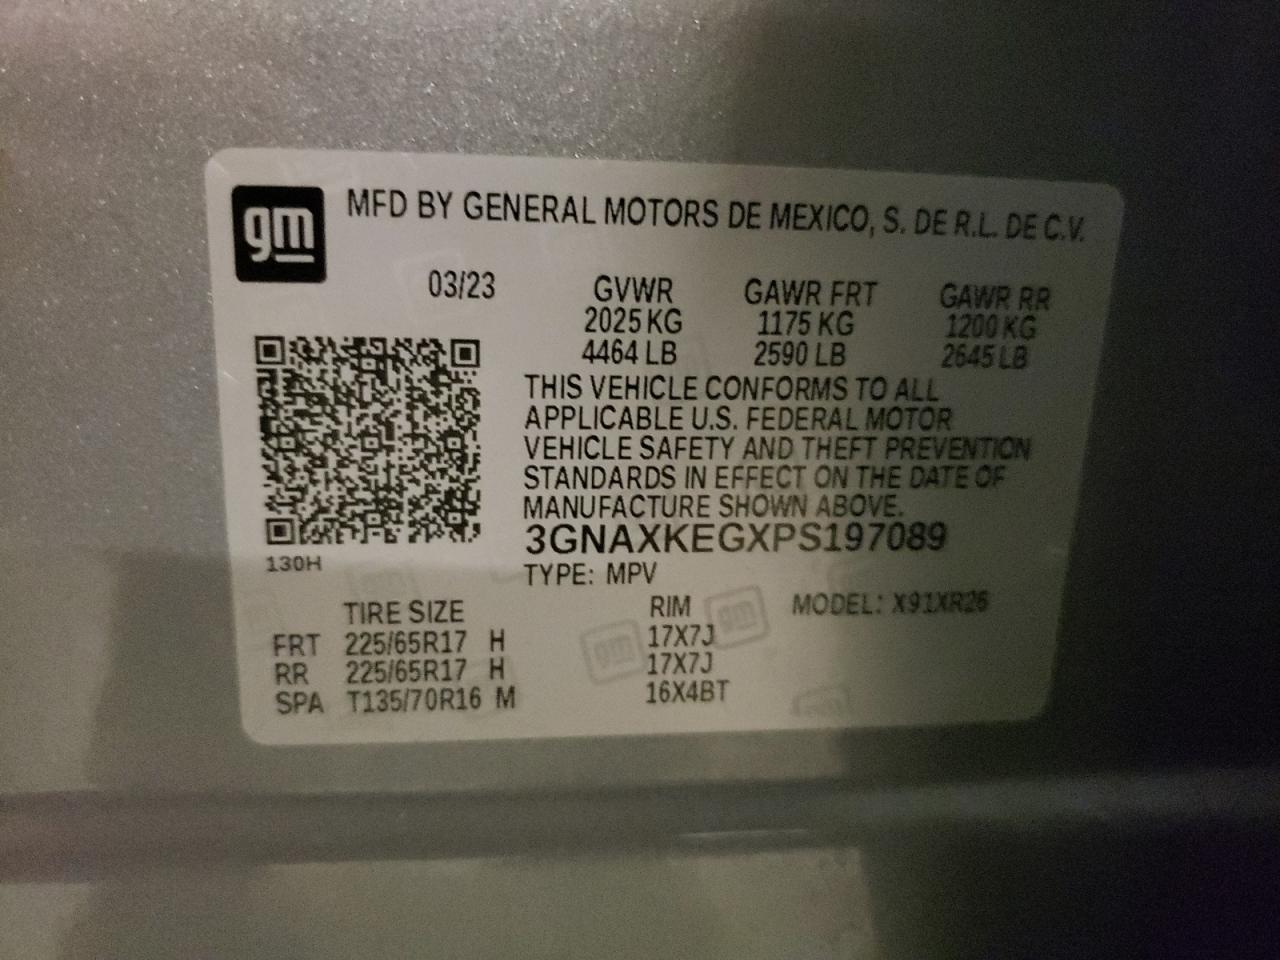 gm
MFD BY GENERAL MOTORS DE MEXICO, S. DE R.L. DE C.V.
03/23 GVWR GAWR FRT GAWR RR
2025 KG 1175 KG 1200 KG
4464 LB 2590 LB 2645 LB
THIS VEHICLE CONFORMS TO ALL
APPLICABLE U.S. FEDERAL MOTOR
VEHICLE SAFETY AND THEFT PREVENTION
STANDARDS IN EFFECT ON THE DATE OF
MANUFACTURE SHOWN ABOVE.
3GNAXKEGXPS197089
130H
TYPE: MPV
TIRE SIZE RIM MODEL: X91XR26
FRT 225/65R17 H 17X7J
RR 225/65R17 H 17X7J
SPA T135/70R16 M 16X4BT
gm
gm